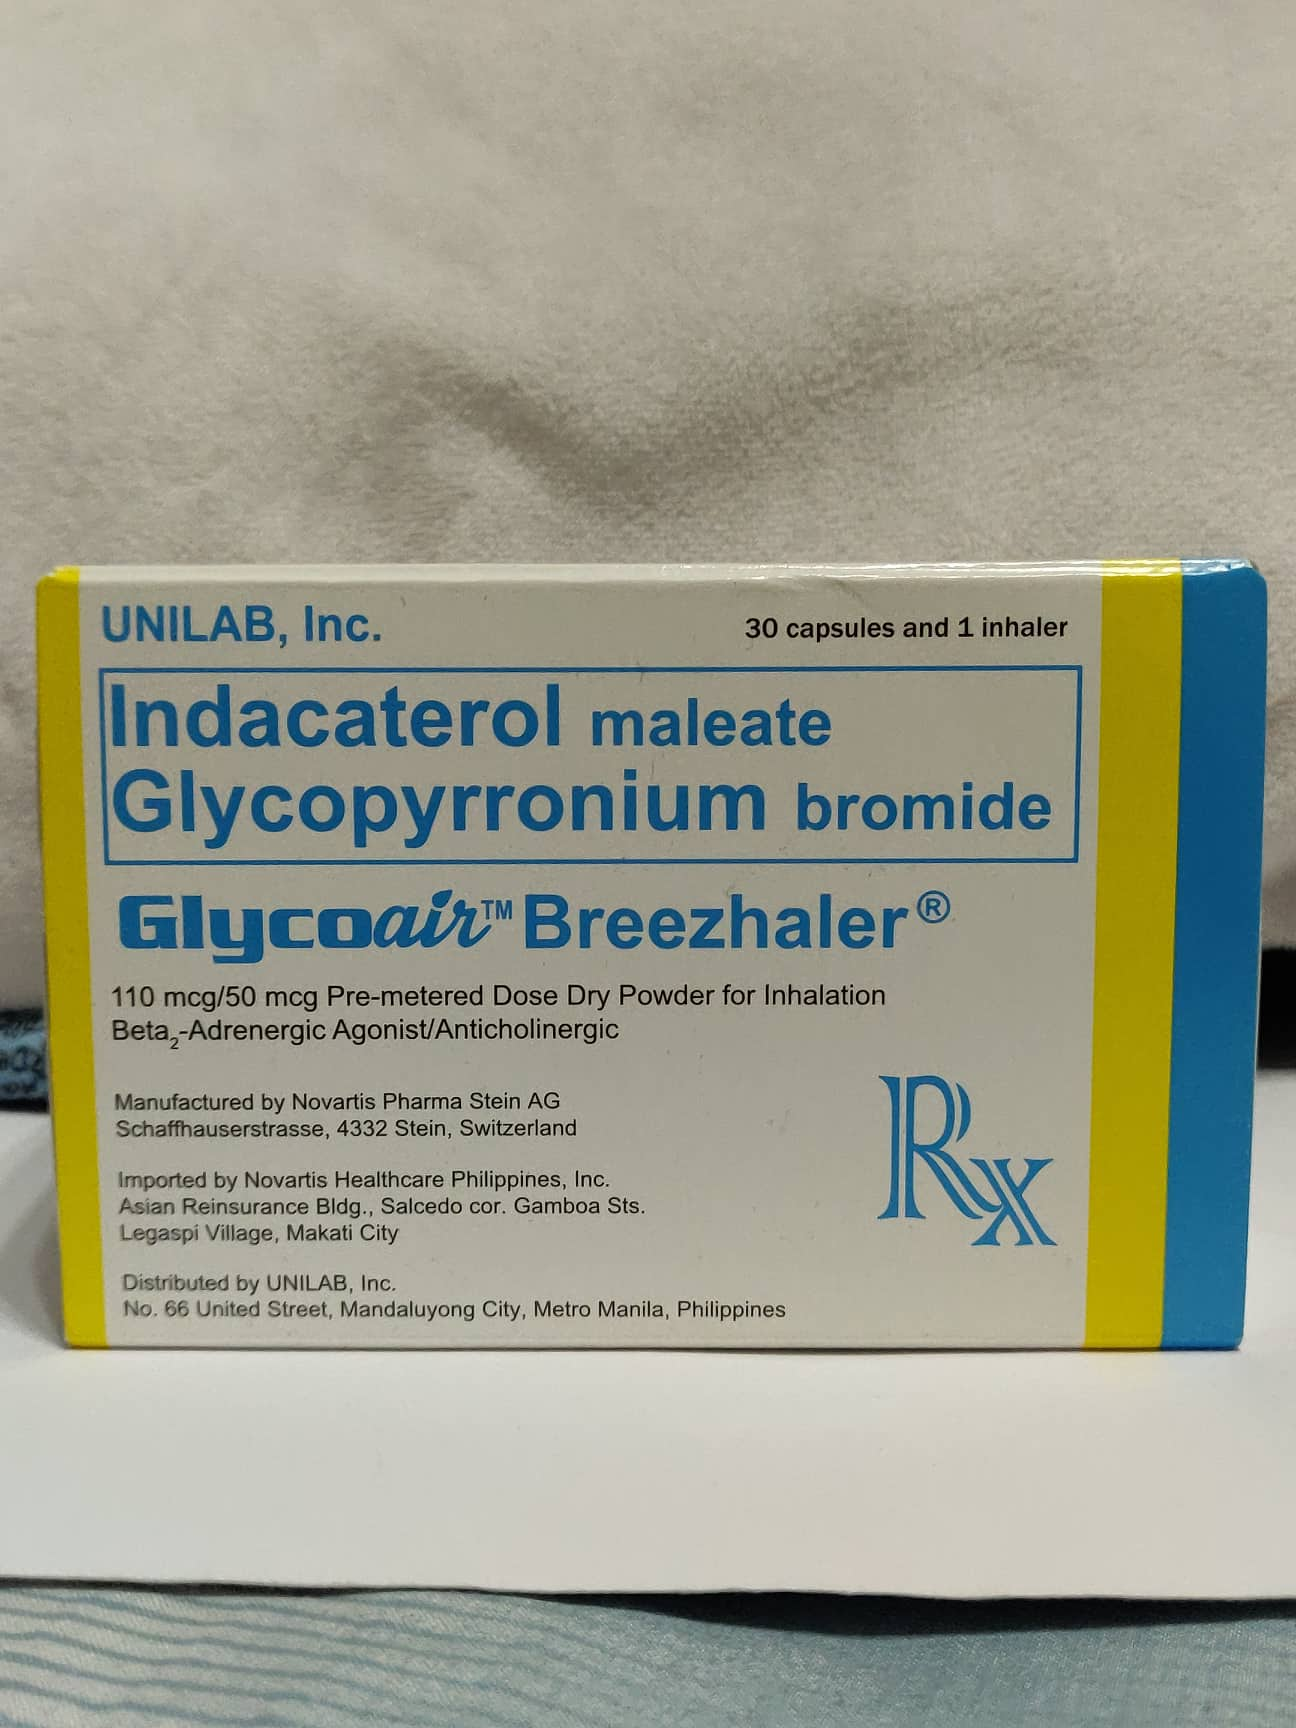 UNILAB, Inc.
30 capsules and 1 inhaler
Indacaterol maleate
Glycopyrronium bromide
Glycoair™ Breezhaler®
110 mcg/50 mcg Pre-metered Dose Dry Powder for Inhalation
Beta₂-Adrenergic Agonist/Anticholinergic
Manufactured by Novartis Pharma Stein AG
Schaffhauserstrasse, 4332 Stein, Switzerland
Rx
Imported by Novartis Healthcare Philippines, Inc.
Asian Reinsurance Bldg., Salcedo cor. Gamboa Sts.
Legaspi Village, Makati City
Distributed by UNILAB, Inc.
No. 66 United Street, Mandaluyong City, Metro Manila, Philippines